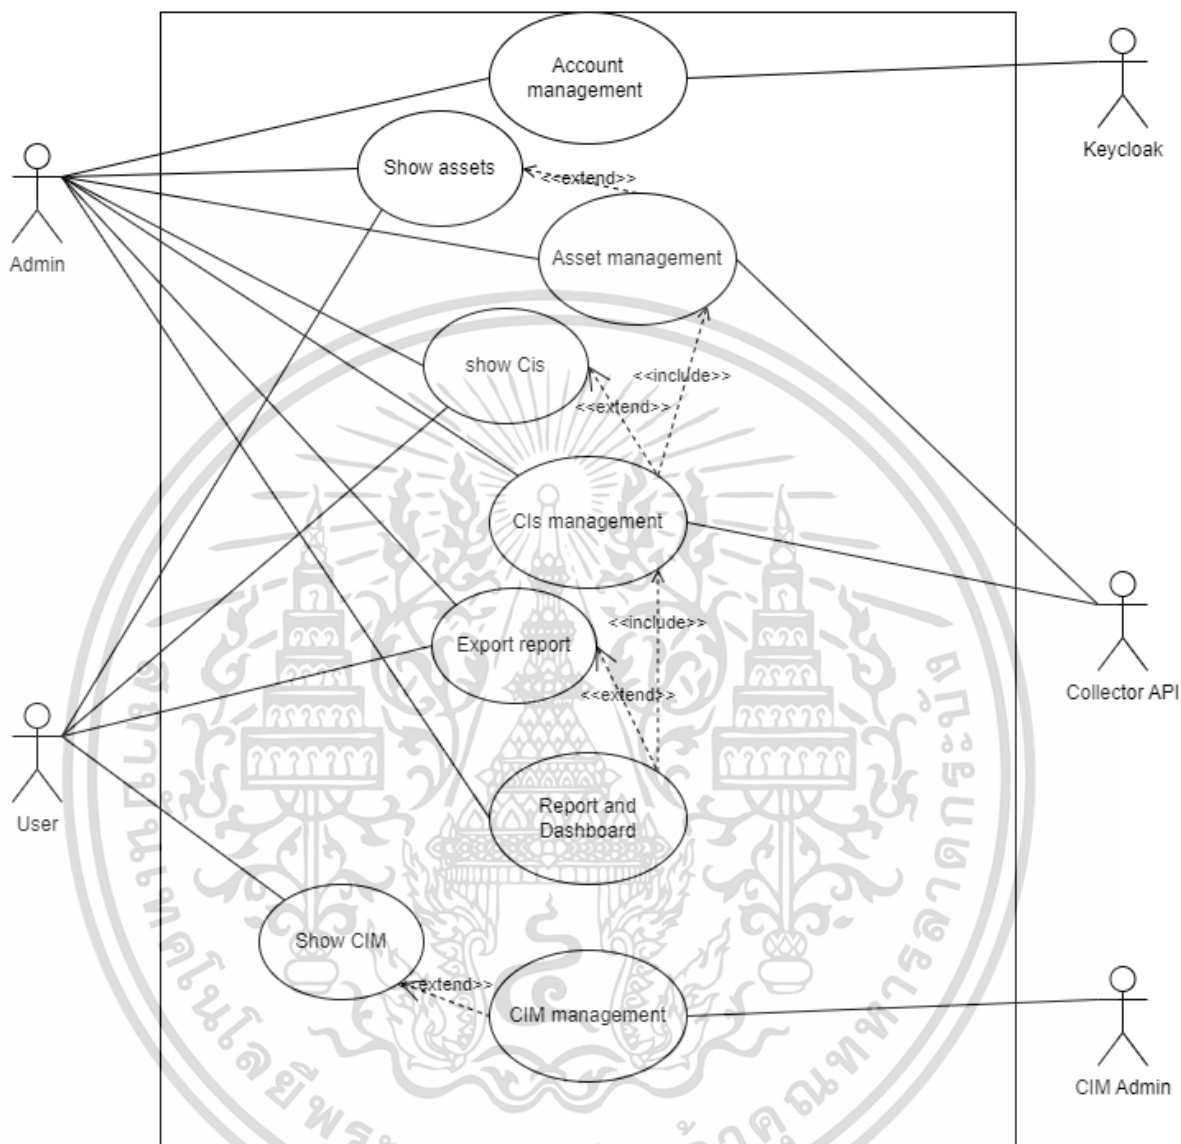 Account
management
Keycloak
Show assets
<<extend>>
Admin
Asset management
show Cis
<<include>>
<<extend>>
CIs management
<<include>>
Export report
<<extend>>
Collector API
User
Report and
Dashboard
Show CIM
<<extend>>
CIM management
CIM Admin